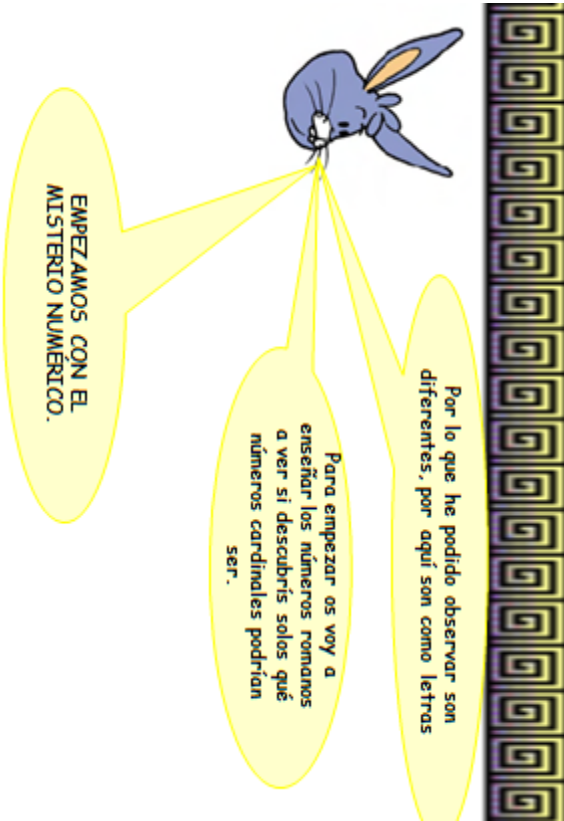 Por lo que he podido observar son
diferentes, por aquí son como letras
Para empezar os voy a
enseñar los números romanos
a ver si descubrís solos qué
números cardinales podrían
ser.
EMPEZAMOS CON EL
MISTERIO NUMÉRICO.